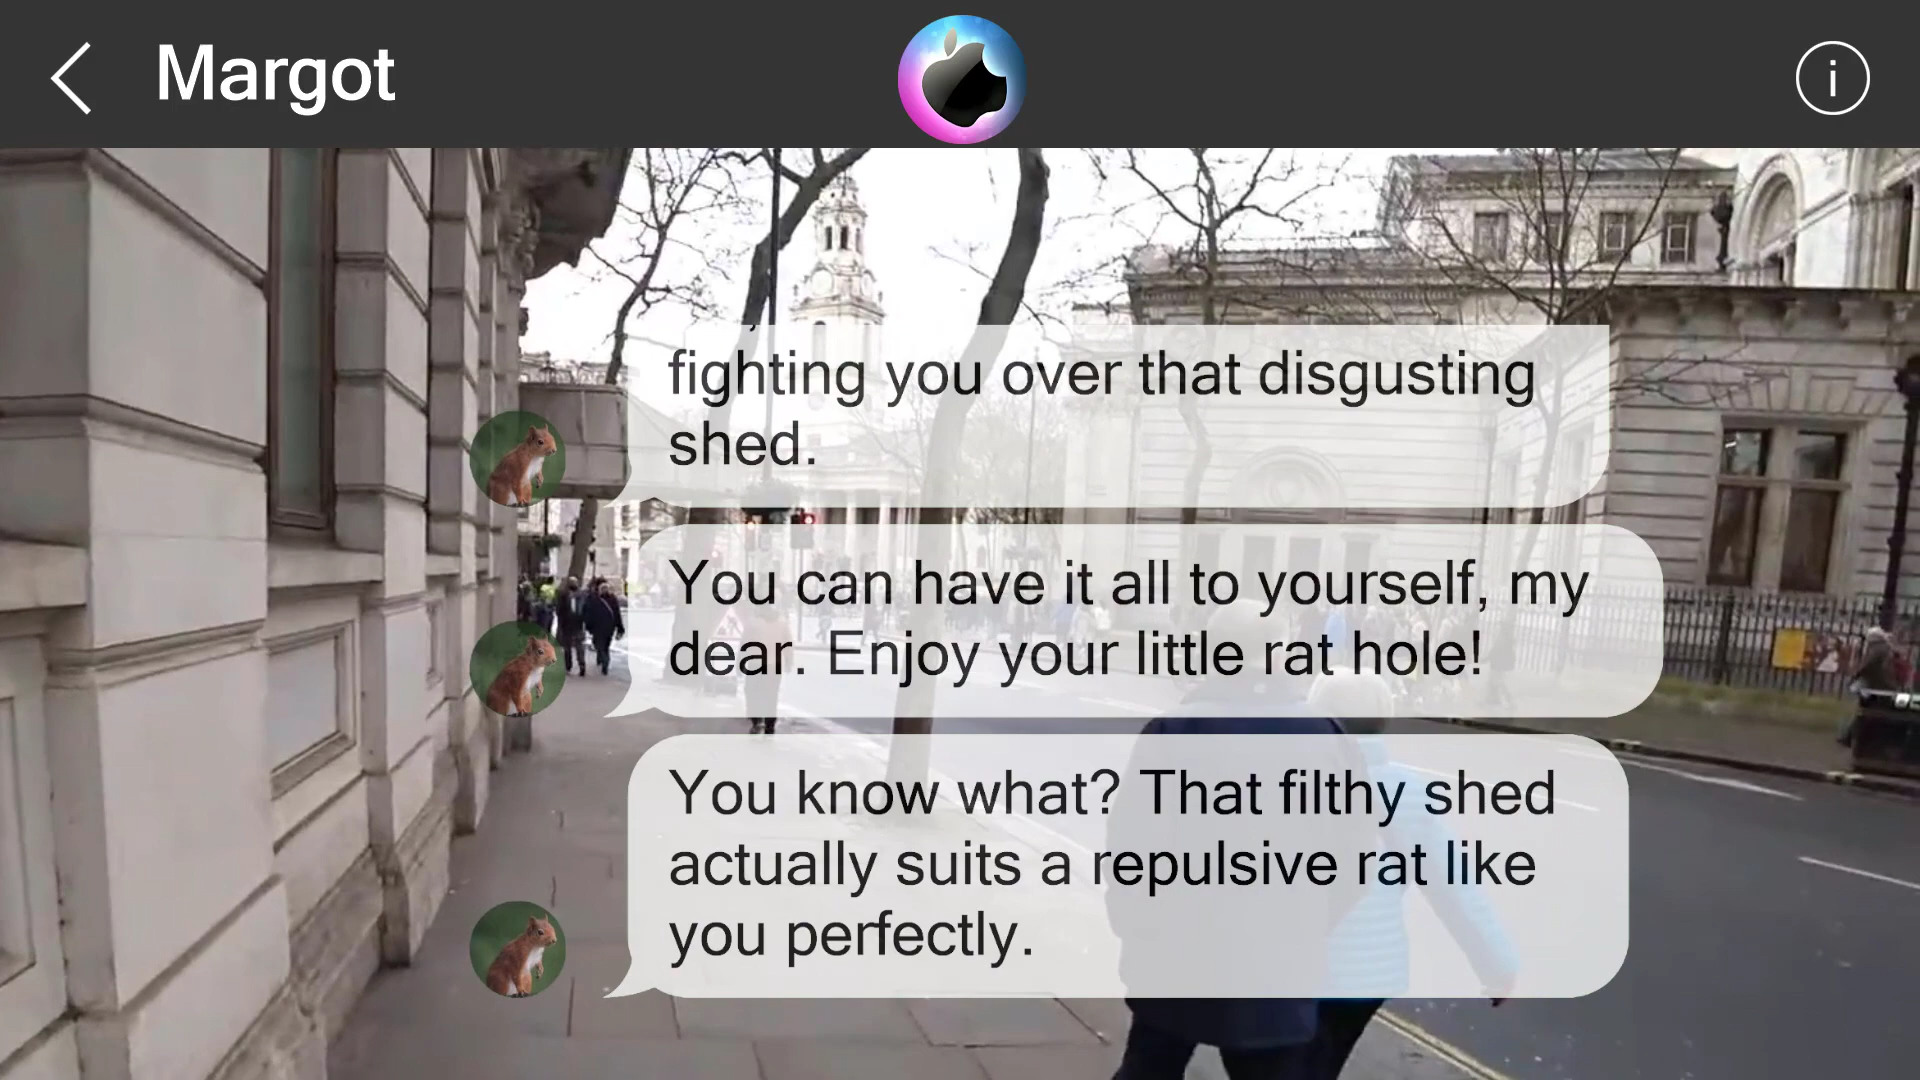 Margot
fighting you over that disgusting
shed.
You can have it all to yourself, my
dear. Enjoy your little rat hole!
You know what? That filthy shed
actually suits a repulsive rat like
you perfectly.